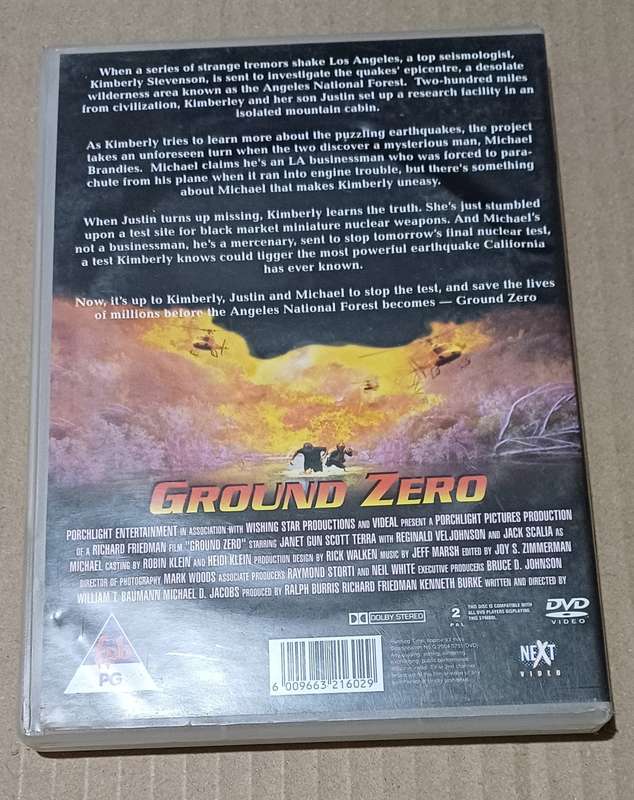 When a series of strange tremors shake Los Angeles, a top seismologist,
Kimberly Stevenson, is sent to investigate the quakes' epicentre, a desolate
wilderness area known as the Angeles National Forest. Two-hundred miles
from civilization, Kimberley and her son Justin set up a research facility in an
isolated mountain cabin.
As Kimberly tries to learn more about the puzzling earthquakes, the project
takes an unforeseen turn when the two discover a mysterious man, Michael
Brandies. Michael claims he's an LA businessman who was forced to para-
chute from his plane when it ran into engine trouble, but there's something
about Michael that makes Kimberly uneasy.
When Justin turns up missing, Kimberly learns the truth. She's just stumbled
upon a test site for black market miniature nuclear weapons. And Michael's
not a businessman, he's a mercenary, sent to stop tomorrow's final nuclear test,
a test Kimberly knows could tigger the most powerful earthquake California
has ever known.
Now, it's up to Kimberly, Justin and Michael to stop the test, and save the lives
of millions before the Angeles National Forest becomes — Ground Zero
GROUND ZERO
PORCHLIGHT ENTERTAINMENT IN ASSOCIATION WITH WISHING STAR PRODUCTIONS AND VIDEAL PRESENT A PORCHLIGHT PICTURES PRODUCTION
OF A RICHARD FRIEDMAN FILM "GROUND ZERO" STARRING JANET GUN SCOTT TERRA WITH REGINALD VELJOHNSON AND JACK SCALIA AS
MICHAEL CASTING BY ROBIN KLEIN AND HEIDI KLEIN PRODUCTION DESIGN BY RICK WALKEN MUSIC BY JEFF MARSH EDITED BY JOY S. ZIMMERMAN
DIRECTOR OF PHOTOGRAPHY MARK WOODS ASSOCIATE PRODUCERS RAYMOND STORTI AND NEIL WHITE EXECUTIVE PRODUCERS BRUCE D. JOHNSON
WILLIAM T. BAUMANN MICHAEL D. JACOBS PRODUCED BY RALPH BURRIS RICHARD FRIEDMAN KENNETH BURKE WRITTEN AND DIRECTED BY
DOLBY STEREO
2
PAL
THIS DISC IS COMPATIBLE WITH
ALL DVD PLAYERS DISPLAYING
THIS SYMBOL
DVD
VIDEO
PG
6 009663 216029
NEXT
VIDEO